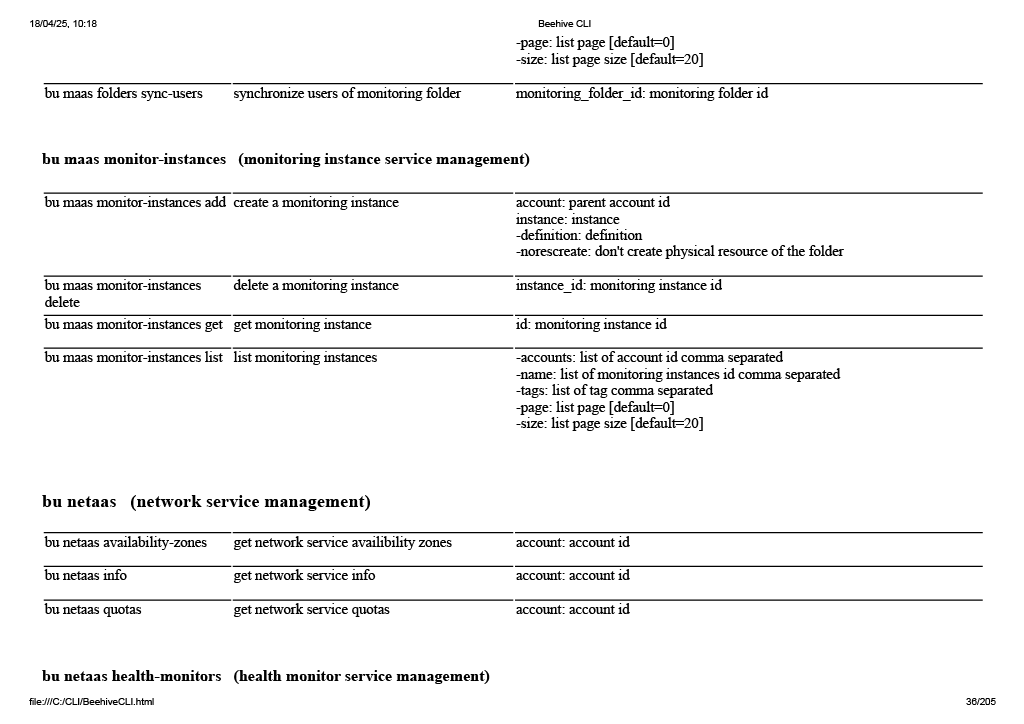 18/04/25, 10:18 Beehive CLI
-page: list page [default=0]
-size: list page size [default=20]
bu maas folders sync-users synchronize users of monitoring folder monitoring_folder_id: monitoring folder id
bu maas monitor-instances (monitoring instance service management)
bu maas monitor-instances add create a monitoring instance account: parent account id
instance: instance
-definition: definition
-norescreate: don't create physical resource of the folder
bu maas monitor-instances delete a monitoring instance instance_id: monitoring instance id
delete
bu maas monitor-instances get get monitoring instance id: monitoring instance id
bu maas monitor-instances list list monitoring instances -accounts: list of account id comma separated
-name: list of monitoring instances id comma separated
-tags: list of tag comma separated
-page: list page [default=0]
-size: list page size [default=20]
bu netaas (network service management)
bu netaas availability-zones get network service availibility zones account: account id
bu netaas info get network service info account: account id
bu netaas quotas get network service quotas account: account id
bu netaas health-monitors (health monitor service management)
file:///C:/CLI/BeehiveCLI.html 36/205